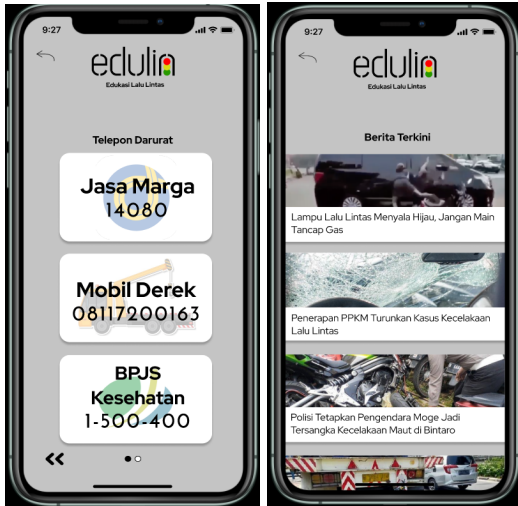 9:27
edulin
Edukasi Lalu Lintas
Telepon Darurat
Jasa Marga
14080
Mobil Derek
08117200163
BPJS
Kesehatan
1-500-400
9:27
edulin
Edukasi Lalu Lintas
Berita Terkini
Lampu Lalu Lintas Menyala Hijau, Jangan Main
Tancap Gas
Penerapan PPKM Turunkan Kasus Kecelakaan
Lalu Lintas
Polisi Tetapkan Pengendara Moge Jadi
Tersangka Kecelakaan Maut di Bintaro